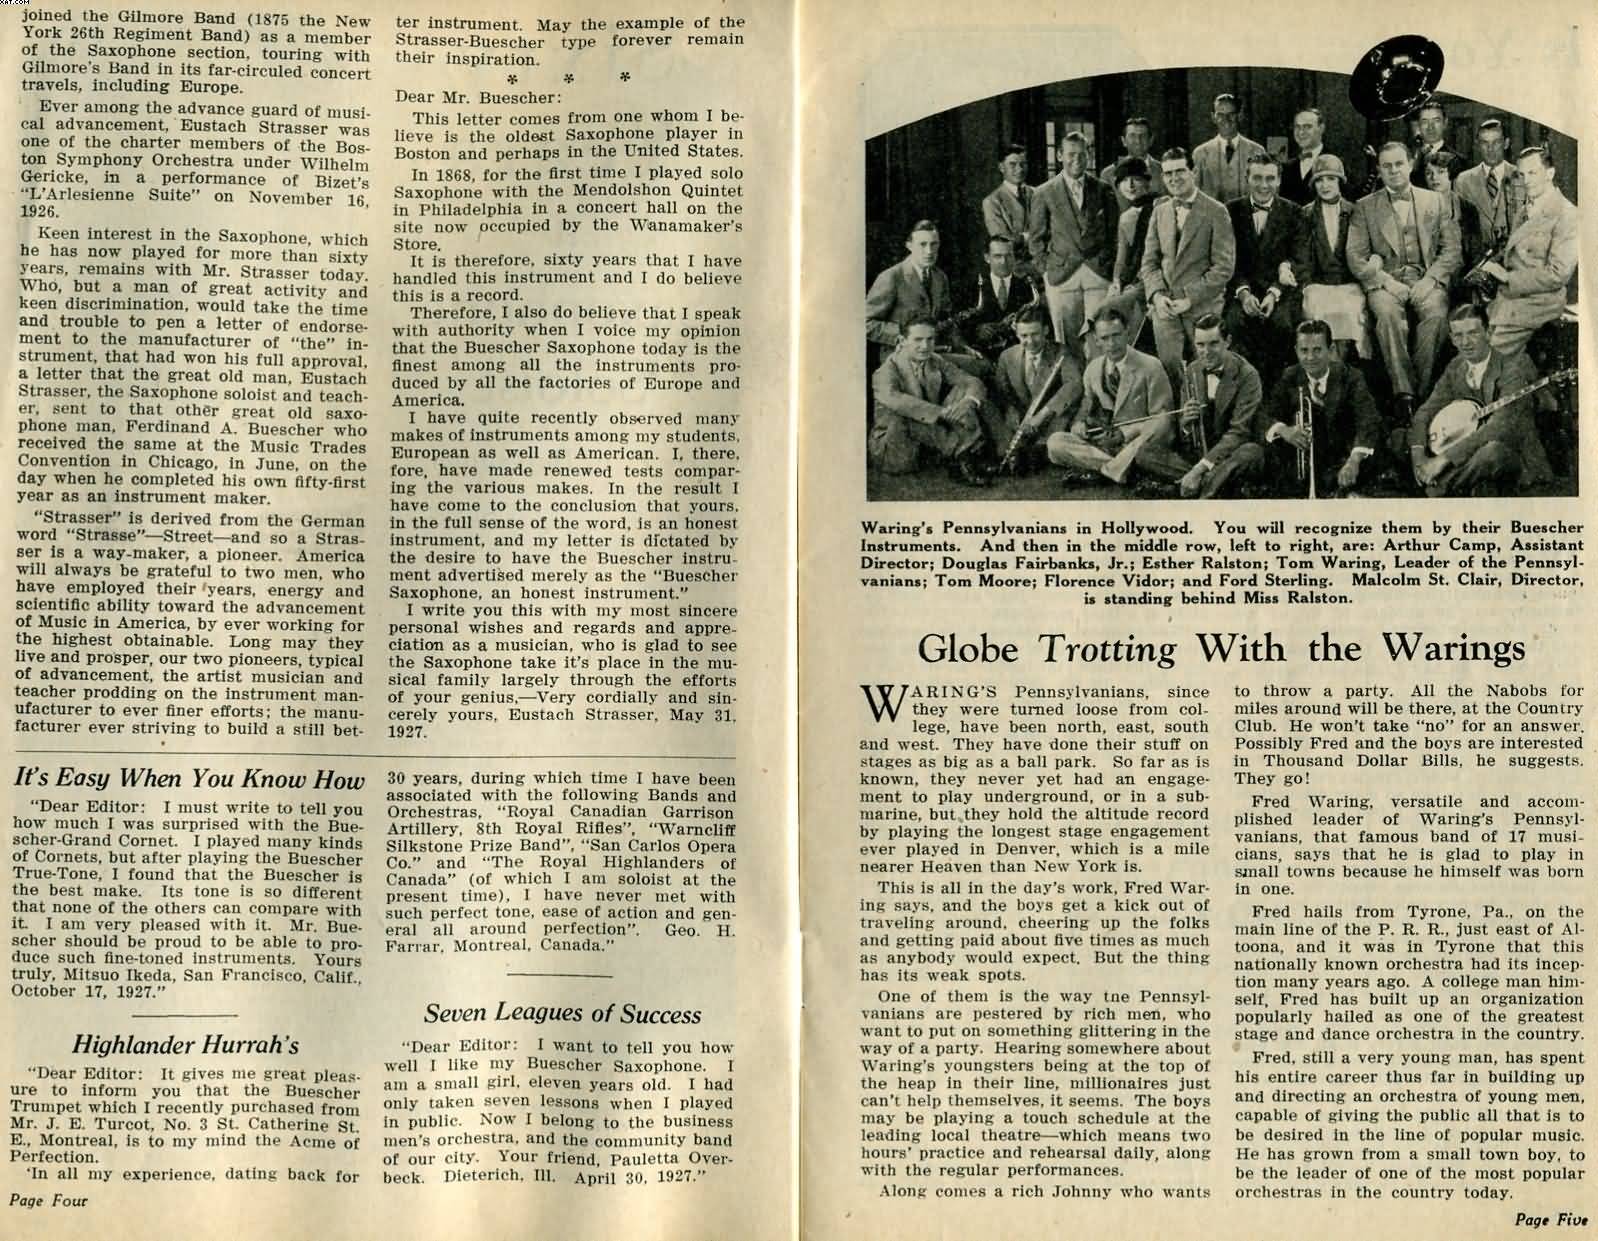 XAT.COM
joined the Gilmore Band (1875 the New
York 26th Regiment Band) as a member
of the Saxophone section, touring with
Gilmore's Band in its far-circuled concert
travels, including Europe.
Ever among the advance guard of musi-
cal advancement, Eustach Strasser was
one of the charter members of the Bos-
ton Symphony Orchestra under Wilhelm
Gericke, in a performance of Bizet's
"L'Arlesienne Suite" on November 16,
1926.
Keen interest in the Saxophone, which
he has now played for more than sixty
years, remains with Mr. Strasser today.
Who, but a man of great activity and
keen discrimination, would take the time
and trouble to pen a letter of endorse-
ment to the manufacturer of "the" in-
strument, that had won his full approval,
a letter that the great old man, Eustach
Strasser, the Saxophone soloist and teach-
er, sent to that other great old saxo-
phone man, Ferdinand A. Buescher who
received the same at the Music Trades
Convention in Chicago, in June, on the
day when he completed his own fifty-first
year as an instrument maker.
"Strasser" is derived from the German
word "Strasse"—Street—and so a Stras-
ser is a way-maker, a pioneer. America
will always be grateful to two men, who
have employed their years, energy and
scientific ability toward the advancement
of Music in America, by ever working for
the highest obtainable. Long may they
live and prosper, our two pioneers, typical
of advancement, the artist musician and
teacher prodding on the instrument man-
ufacturer to ever finer efforts; the manu-
facturer ever striving to build a still bet-
ter instrument. May the example of the
Strasser-Buescher type forever remain
their inspiration.
* * *
Dear Mr. Buescher:
This letter comes from one whom I be-
lieve is the oldest Saxophone player in
Boston and perhaps in the United States.
In 1868, for the first time I played solo
Saxophone with the Mendolshon Quintet
in Philadelphia in a concert hall on the
site now occupied by the Wanamaker's
Store.
It is therefore, sixty years that I have
handled this instrument and I do believe
this is a record.
Therefore, I also do believe that I speak
with authority when I voice my opinion
that the Buescher Saxophone today is the
finest among all the instruments pro-
duced by all the factories of Europe and
America.
I have quite recently observed many
makes of instruments among my students,
European as well as American. I, there,
fore, have made renewed tests compar-
ing the various makes. In the result I
have come to the conclusion that yours,
in the full sense of the word, is an honest
instrument, and my letter is dictated by
the desire to have the Buescher instru-
ment advertised merely as the "Buescher
Saxophone, an honest instrument."
I write you this with my most sincere
personal wishes and regards and appre-
ciation as a musician, who is glad to see
the Saxophone take it's place in the mu-
sical family largely through the efforts
of your genius,—Very cordially and sin-
cerely yours, Eustach Strasser, May 31,
1927.
It's Easy When You Know How
"Dear Editor: I must write to tell you
how much I was surprised with the Bue-
scher-Grand Cornet. I played many kinds
of Cornets, but after playing the Buescher
True-Tone, I found that the Buescher is
the best make. Its tone is so different
that none of the others can compare with
it. I am very pleased with it. Mr. Bue-
scher should be proud to be able to pro-
duce such fine-toned instruments. Yours
truly, Mitsuo Ikeda, San Francisco, Calif.,
October 17, 1927."
Highlander Hurrah's
"Dear Editor: It gives me great pleas-
ure to inform you that the Buescher
Trumpet which I recently purchased from
Mr. J. E. Turcot, No. 3 St. Catherine St.
E., Montreal, is to my mind the Acme of
Perfection.
'In all my experience, dating back for
30 years, during which time I have been
associated with the following Bands and
Orchestras, "Royal Canadian Garrison
Artillery, 8th Royal Rifles", "Warncliff
Silkstone Prize Band", "San Carlos Opera
Co." and "The Royal Highlanders of
Canada" (of which I am soloist at the
present time), I have never met with
such perfect tone, ease of action and gen-
eral all around perfection". Geo. H.
Farrar, Montreal, Canada."
Seven Leagues of Success
"Dear Editor: I want to tell you how
well I like my Buescher Saxophone. I
am a small girl, eleven years old. I had
only taken seven lessons when I played
in public. Now I belong to the business
men's orchestra, and the community band
of our city. Your friend, Pauletta Over-
beck. Dieterich, Ill. April 30, 1927."
Page Four
Waring's Pennsylvanians in Hollywood. You will recognize them by their Buescher
Instruments. And then in the middle row, left to right, are: Arthur Camp, Assistant
Director; Douglas Fairbanks, Jr.; Esther Ralston; Tom Waring, Leader of the Pennsyl-
vanians; Tom Moore; Florence Vidor; and Ford Sterling. Malcolm St. Clair, Director,
is standing behind Miss Ralston.
Globe Trotting With the Warings
WARING'S Pennsylvanians, since
they were turned loose from col-
lege, have been north, east, south
and west. They have done their stuff on
stages as big as a ball park. So far as is
known, they never yet had an engage-
ment to play underground, or in a sub-
marine, but they hold the altitude record
by playing the longest stage engagement
ever played in Denver, which is a mile
nearer Heaven than New York is.
This is all in the day's work, Fred War-
ing says, and the boys get a kick out of
traveling around, cheering up the folks
and getting paid about five times as much
as anybody would expect. But the thing
has its weak spots.
One of them is the way tne Pennsyl-
vanians are pestered by rich men, who
want to put on something glittering in the
way of a party. Hearing somewhere about
Waring's youngsters being at the top of
the heap in their line, millionaires just
can't help themselves, it seems. The boys
may be playing a touch schedule at the
leading local theatre—which means two
hours' practice and rehearsal daily, along
with the regular performances.
Along comes a rich Johnny who wants
to throw a party. All the Nabobs for
miles around will be there, at the Country
Club. He won't take "no" for an answer.
Possibly Fred and the boys are interested
in Thousand Dollar Bills, he suggests.
They go!
Fred Waring, versatile and accom-
plished leader of Waring's Pennsyl-
vanians, that famous band of 17 musi-
cians, says that he is glad to play in
small towns because he himself was born
in one.
Fred hails from Tyrone, Pa., on the
main line of the P. R. R., just east of Al-
toona, and it was in Tyrone that this
nationally known orchestra had its incep-
tion many years ago. A college man him-
self, Fred has built up an organization
popularly hailed as one of the greatest
stage and dance orchestra in the country.
Fred, still a very young man, has spent
his entire career thus far in building up
and directing an orchestra of young men,
capable of giving the public all that is to
be desired in the line of popular music.
He has grown from a small town boy, to
be the leader of one of the most popular
orchestras in the country today.
Page Five